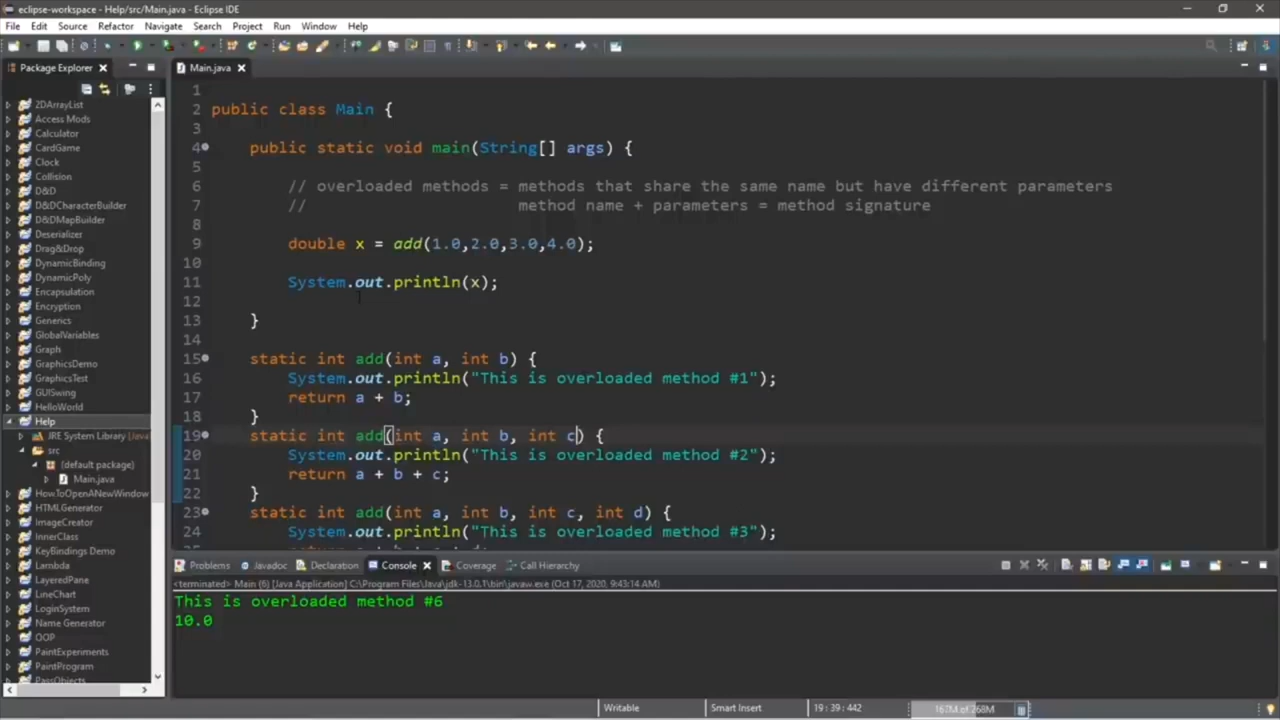 eclipse-workspace - Help/src/Main.java - Eclipse IDE
File Edit Source Refactor Navigate Search Project Run Window Help
Package Explorer
Main.java
2DArrayList
Access Mods
Calculator
CardGame
Clock
Collision
D&D
D&DCharacterBuilder
D&DMapBuilder
Deserializer
Drag&Drop
DynamicBinding
DynamicPoly
Encapsulation
Encryption
Generics
GlobalVariables
Graph
GraphicsDemo
GraphicsTest
GUISwing
HelloWorld
Help
JRE System Library [Java
src
(default package)
Main.java
HowToOpenANewWindow
HTMLGenerator
ImageCreator
InnerClass
KeyBindings Demo
Lambda
LayeredPane
LineChart
LoginSystem
Name Generator
OOP
PaintExperiments
PaintProgram
PassObjects
1
2 public class Main {
3
4 public static void main(String[] args) {
5
6 // overloaded methods = methods that share the same name but have different parameters
7 // method name + parameters = method signature
8
9 double x = add(1.0,2.0,3.0,4.0);
10
11 System.out.println(x);
12
13 }
14
15 static int add(int a, int b) {
16 System.out.println("This is overloaded method #1");
17 return a + b;
18 }
19 static int add(int a, int b, int c) {
20 System.out.println("This is overloaded method #2");
21 return a + b + c;
22 }
23 static int add(int a, int b, int c, int d) {
24 System.out.println("This is overloaded method #3");
Problems Javadoc Declaration Console Coverage Call Hierarchy
<terminated> Main (6) [Java Application] C:\Program Files\Java\jdk-13.0.1\bin\javaw.exe (Oct 17, 2020, 9:43:14 AM)
This is overloaded method #6
10.0
Writable Smart Insert 19 : 39 : 442 167M of 268M